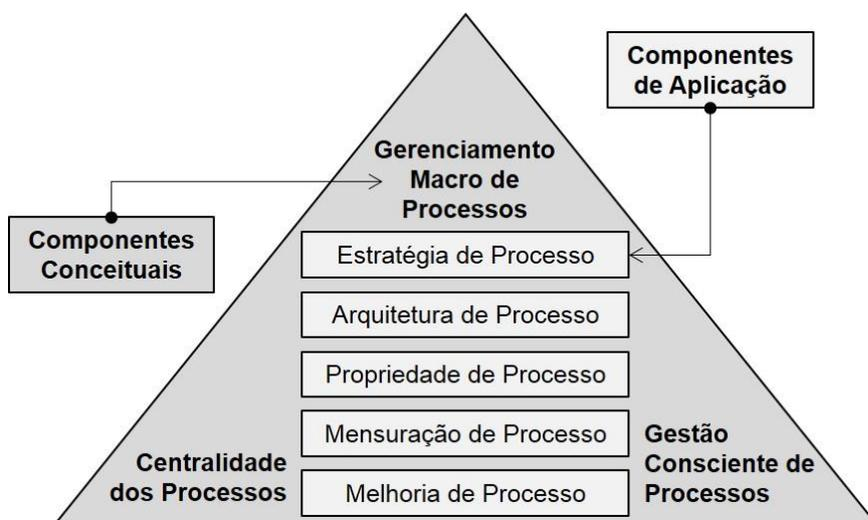 Componentes
de Aplicação
Gerenciamento
Macro de
Processos
Componentes
Conceituais
Estratégia de Processo
Arquitetura de Processo
Propriedade de Processo
Mensuração de Processo
Melhoria de Processo
Centralidade
dos Processos
Gestão
Consciente de
Processos